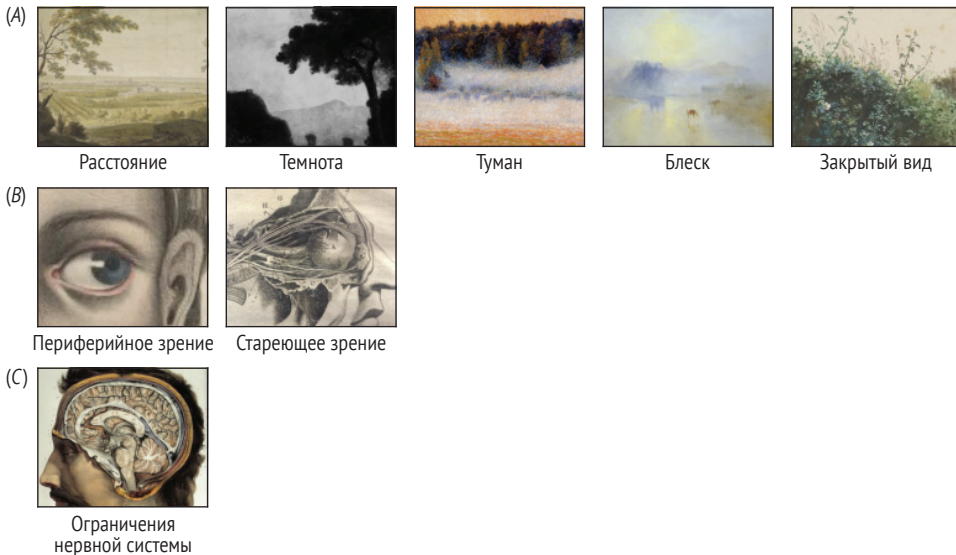 (A)
Расстояние Темнота Туман Блеск Закрытый вид
(B)
Периферийное зрение Стареющее зрение
(C)
Ограничения
нервной системы